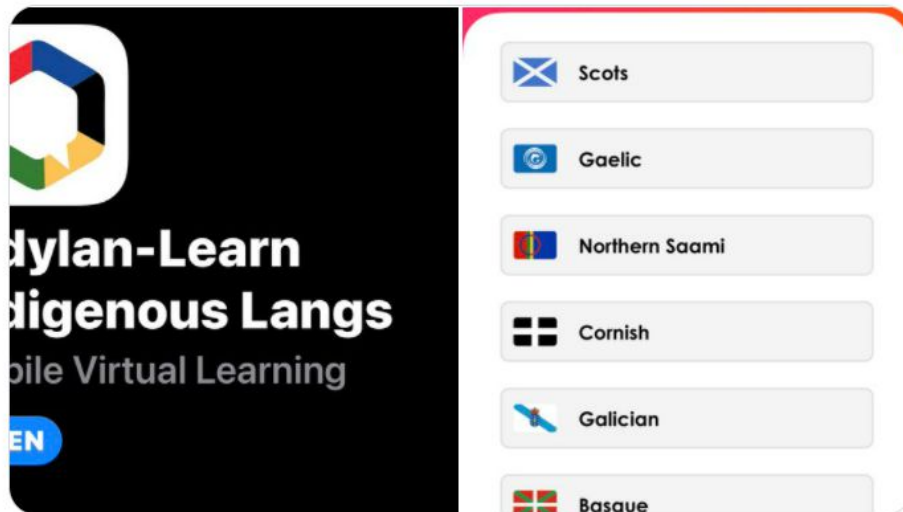 dylan-Learn
digenous Langs
bile Virtual Learning
EN
Scots
Gaelic
Northern Saami
Cornish
Galician
Basque